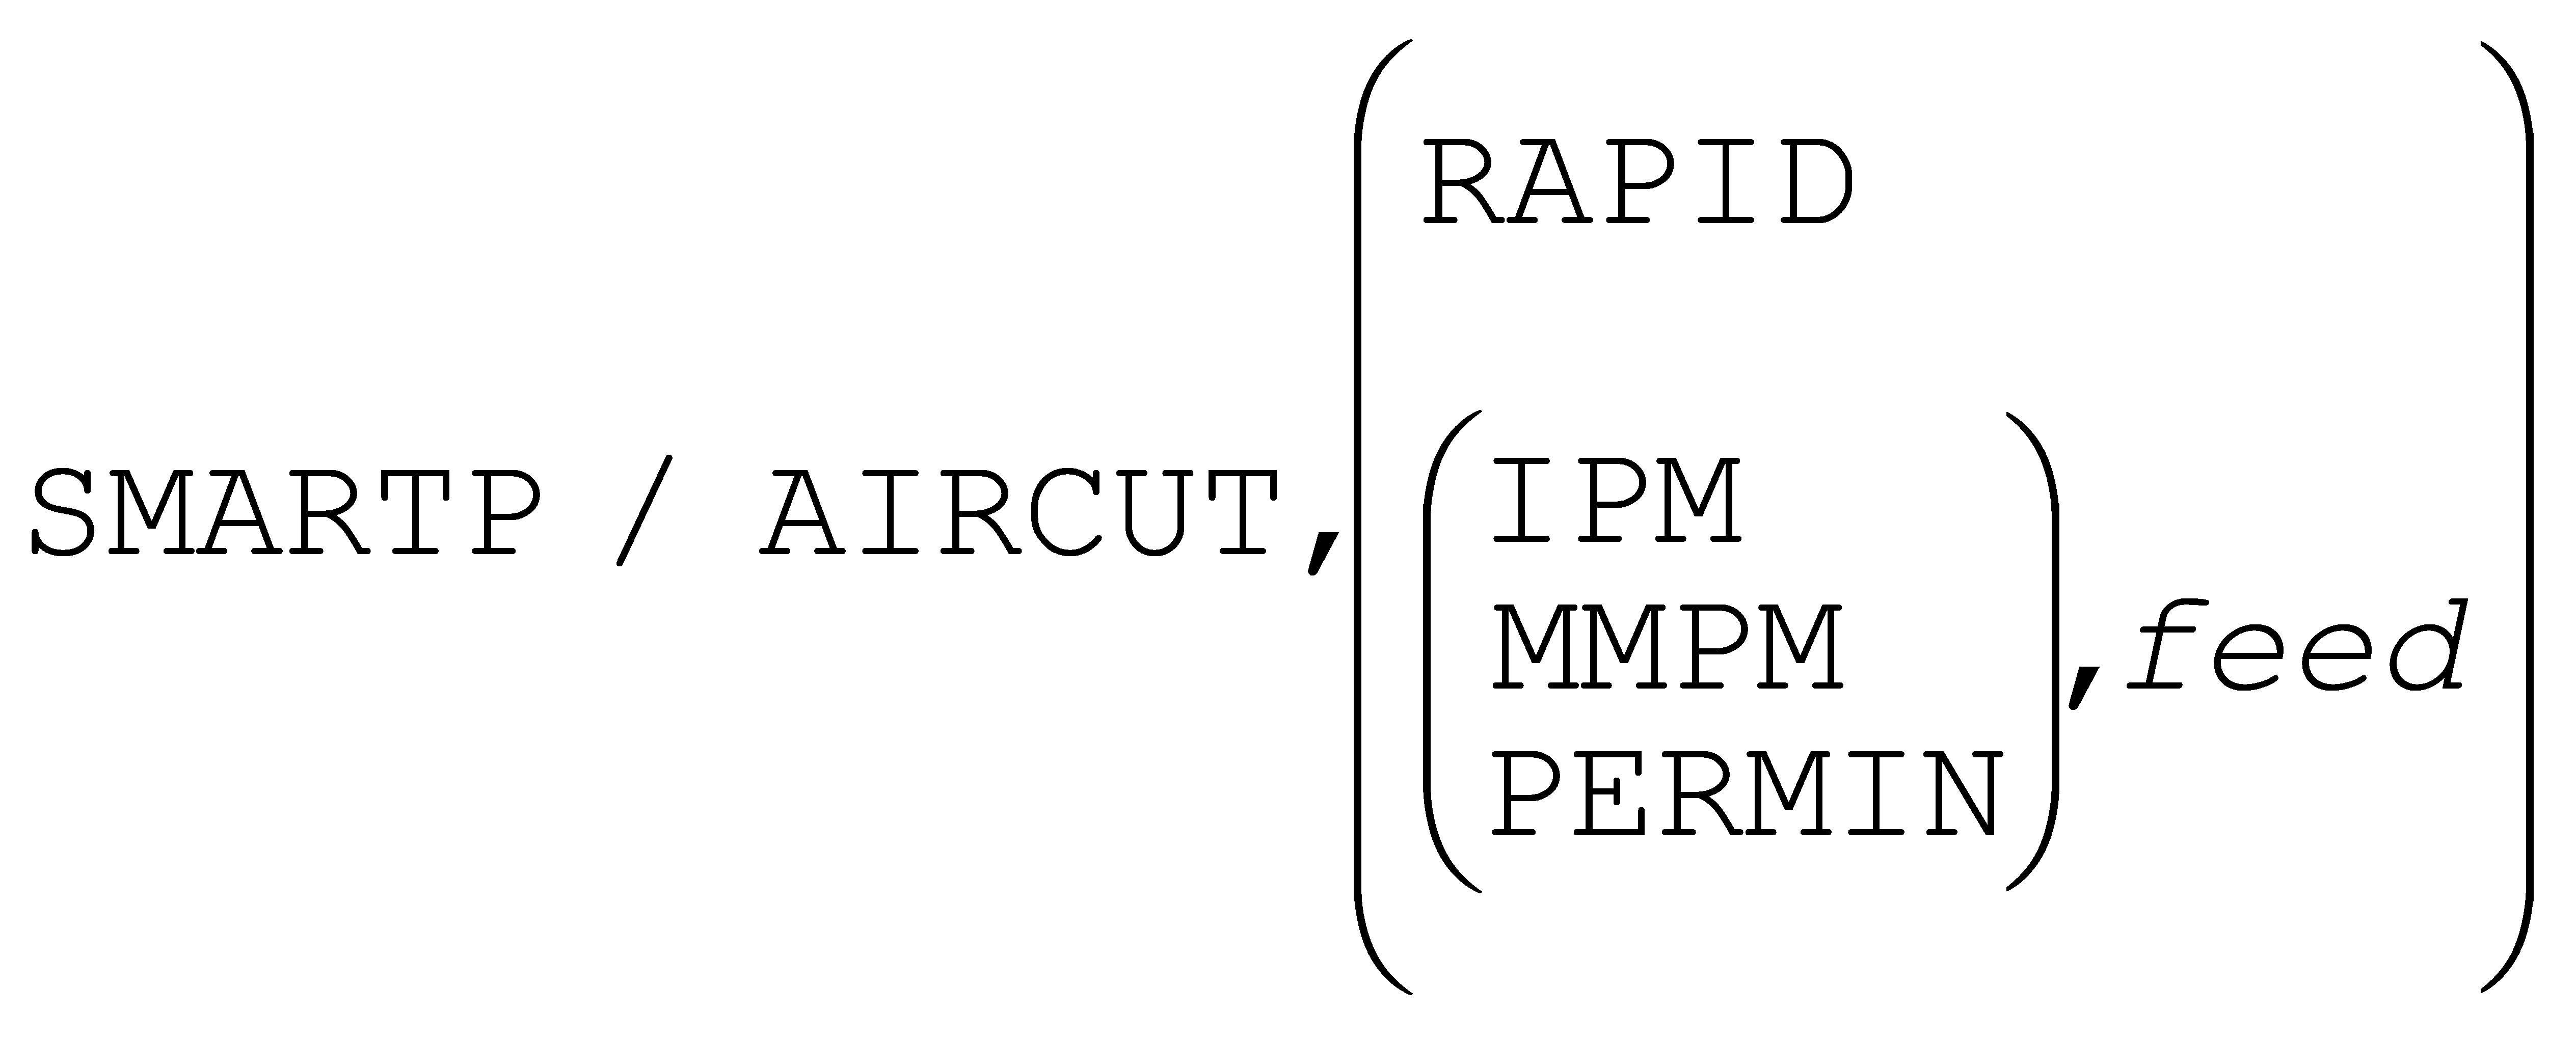 RAPID
IPM
SMARTP / AIRCUT,
MMPM
,feed
PERMIN